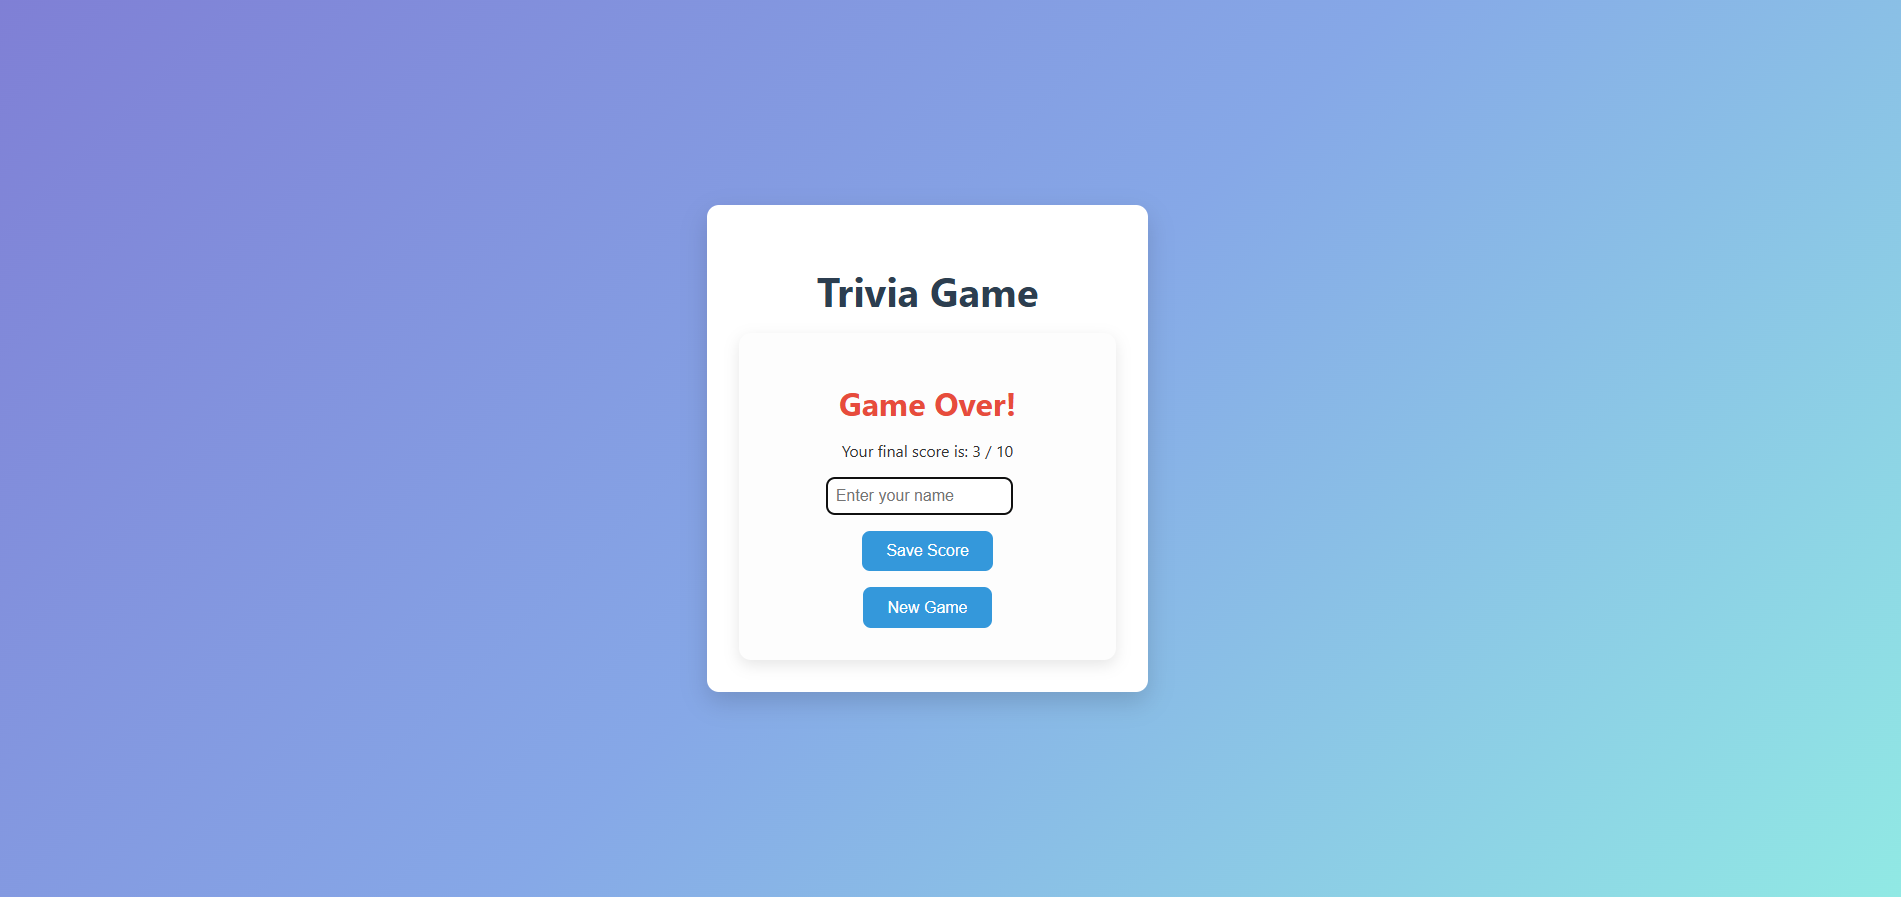 Trivia Game
Game Over!
Your final score is: 3 / 10
Enter your name
Save Score
New Game